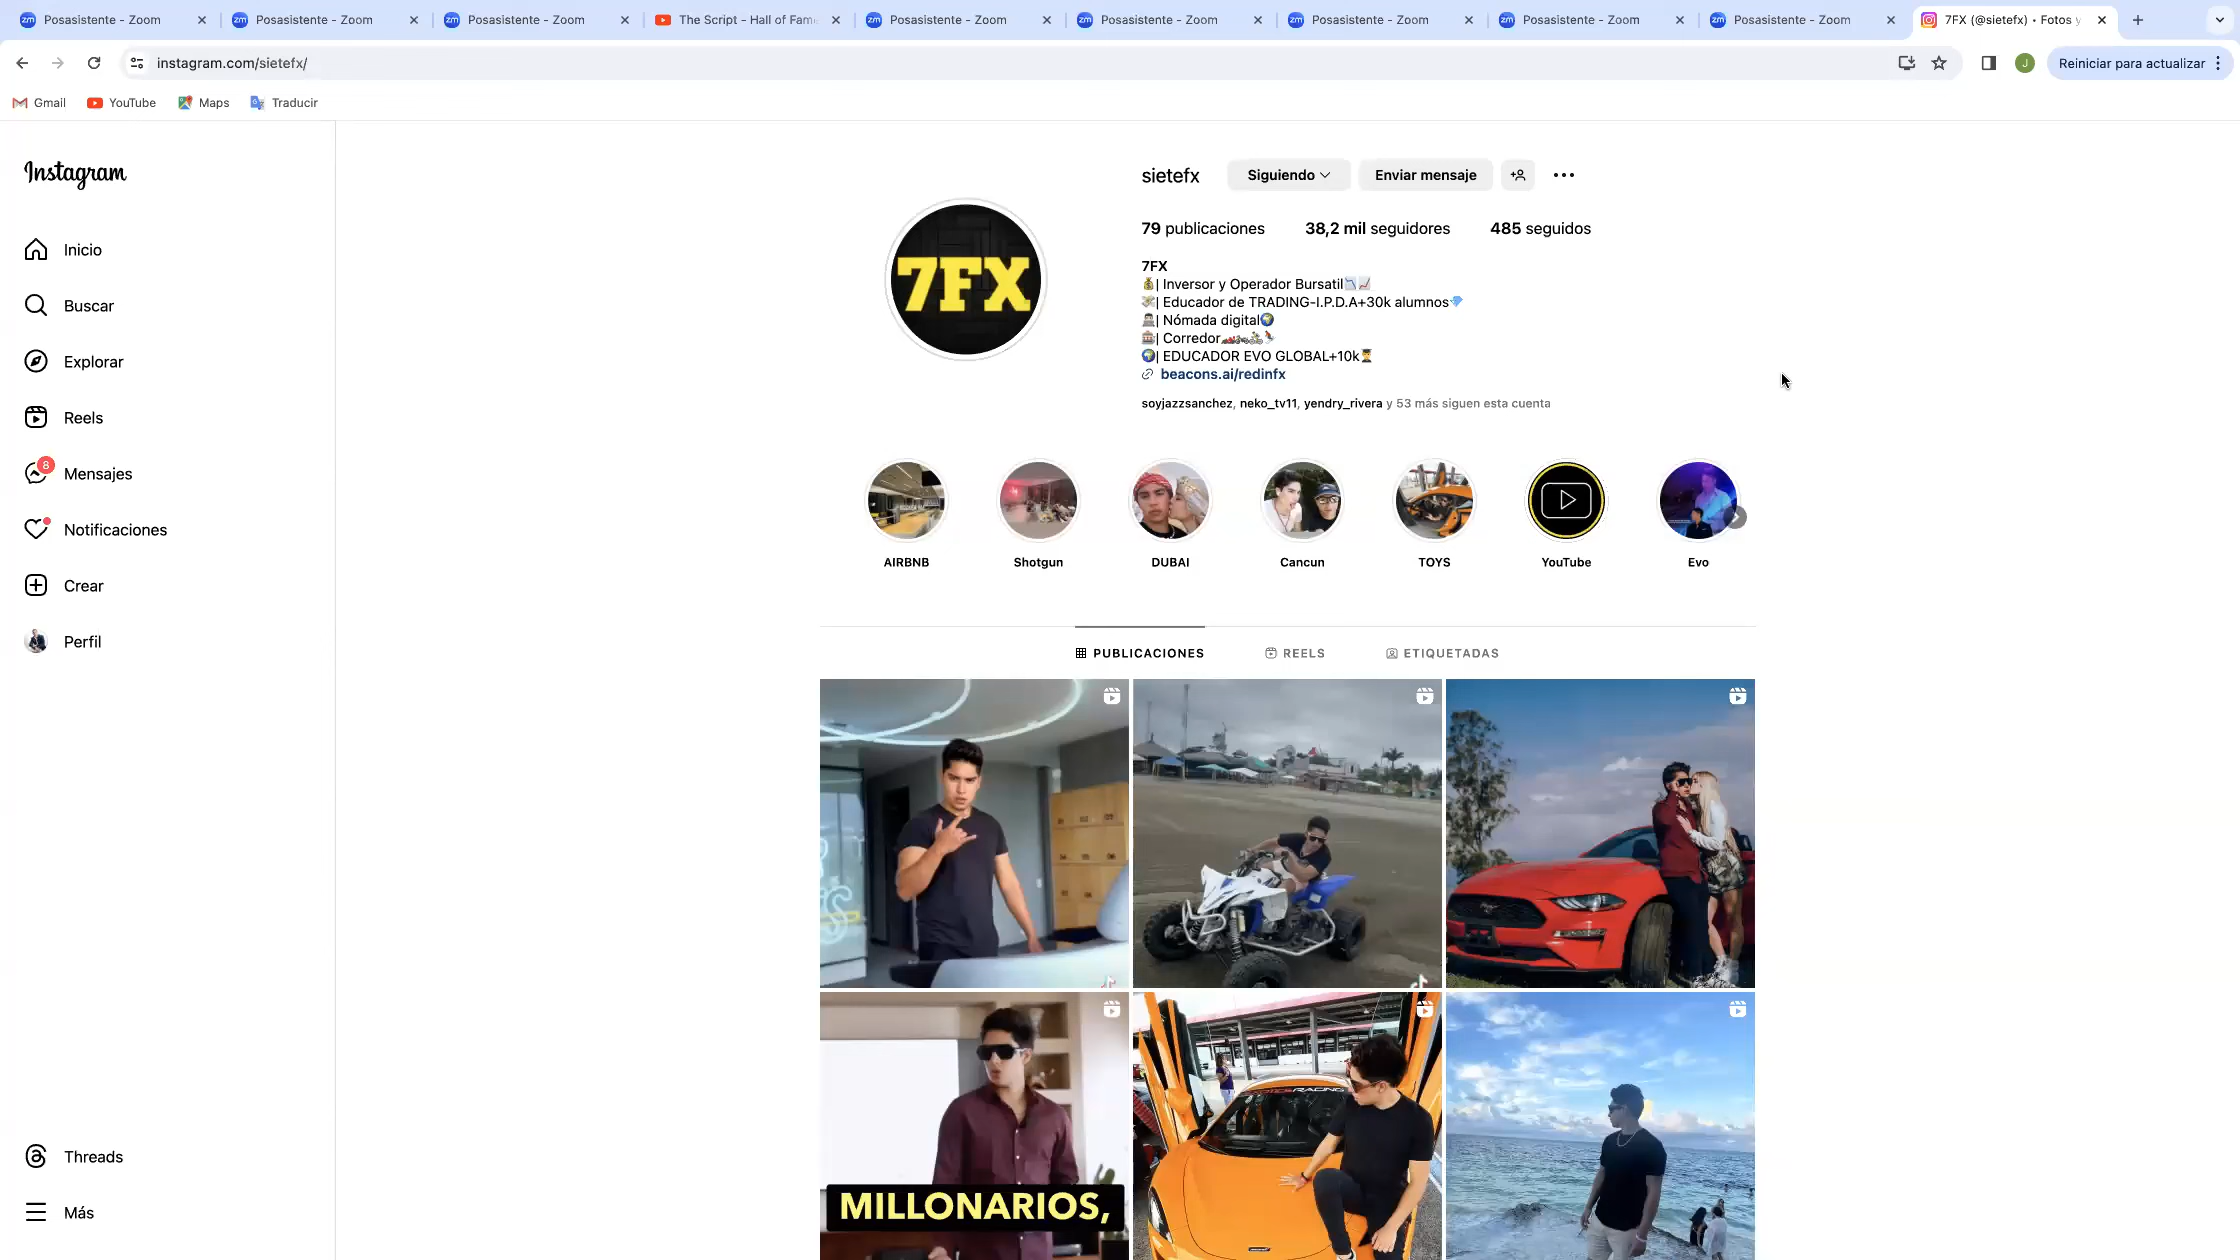 Posasistente - Zoom
Posasistente - Zoom
Posasistente - Zoom
The Script - Hall of Fam
Posasistente - Zoom
Posasistente - Zoom
Posasistente - Zoom
Posasistente - Zoom
Posasistente - Zoom
7FX (@sietefx) • Fotos y
instagram.com/sietefx/
J
Reiniciar para actualizar
Gmail
YouTube
Maps
Traducir
Instagram
Inicio
Buscar
Explorar
Reels
8
Mensajes
Notificaciones
Crear
Perfil
Threads
Más
7FX
sietefx
Siguiendo
Enviar mensaje
79 publicaciones
38,2 mil seguidores
485 seguidos
7FX
💰| Inversor y Operador Bursatil📉📈
💸| Educador de TRADING-I.P.D.A+30k alumnos💎
👨🏻‍💻| Nómada digital🌍
🎰| Corredor🏎️🏍️🚴🏂
🌍| EDUCADOR EVO GLOBAL+10k👨‍🎓
beacons.ai/redinfx
soyjazzsanchez, neko_tv11, yendry_rivera y 53 más siguen esta cuenta
AIRBNB
Shotgun
DUBAI
Cancun
TOYS
YouTube
Evo
PUBLICACIONES
REELS
ETIQUETADAS
MILLONARIOS,